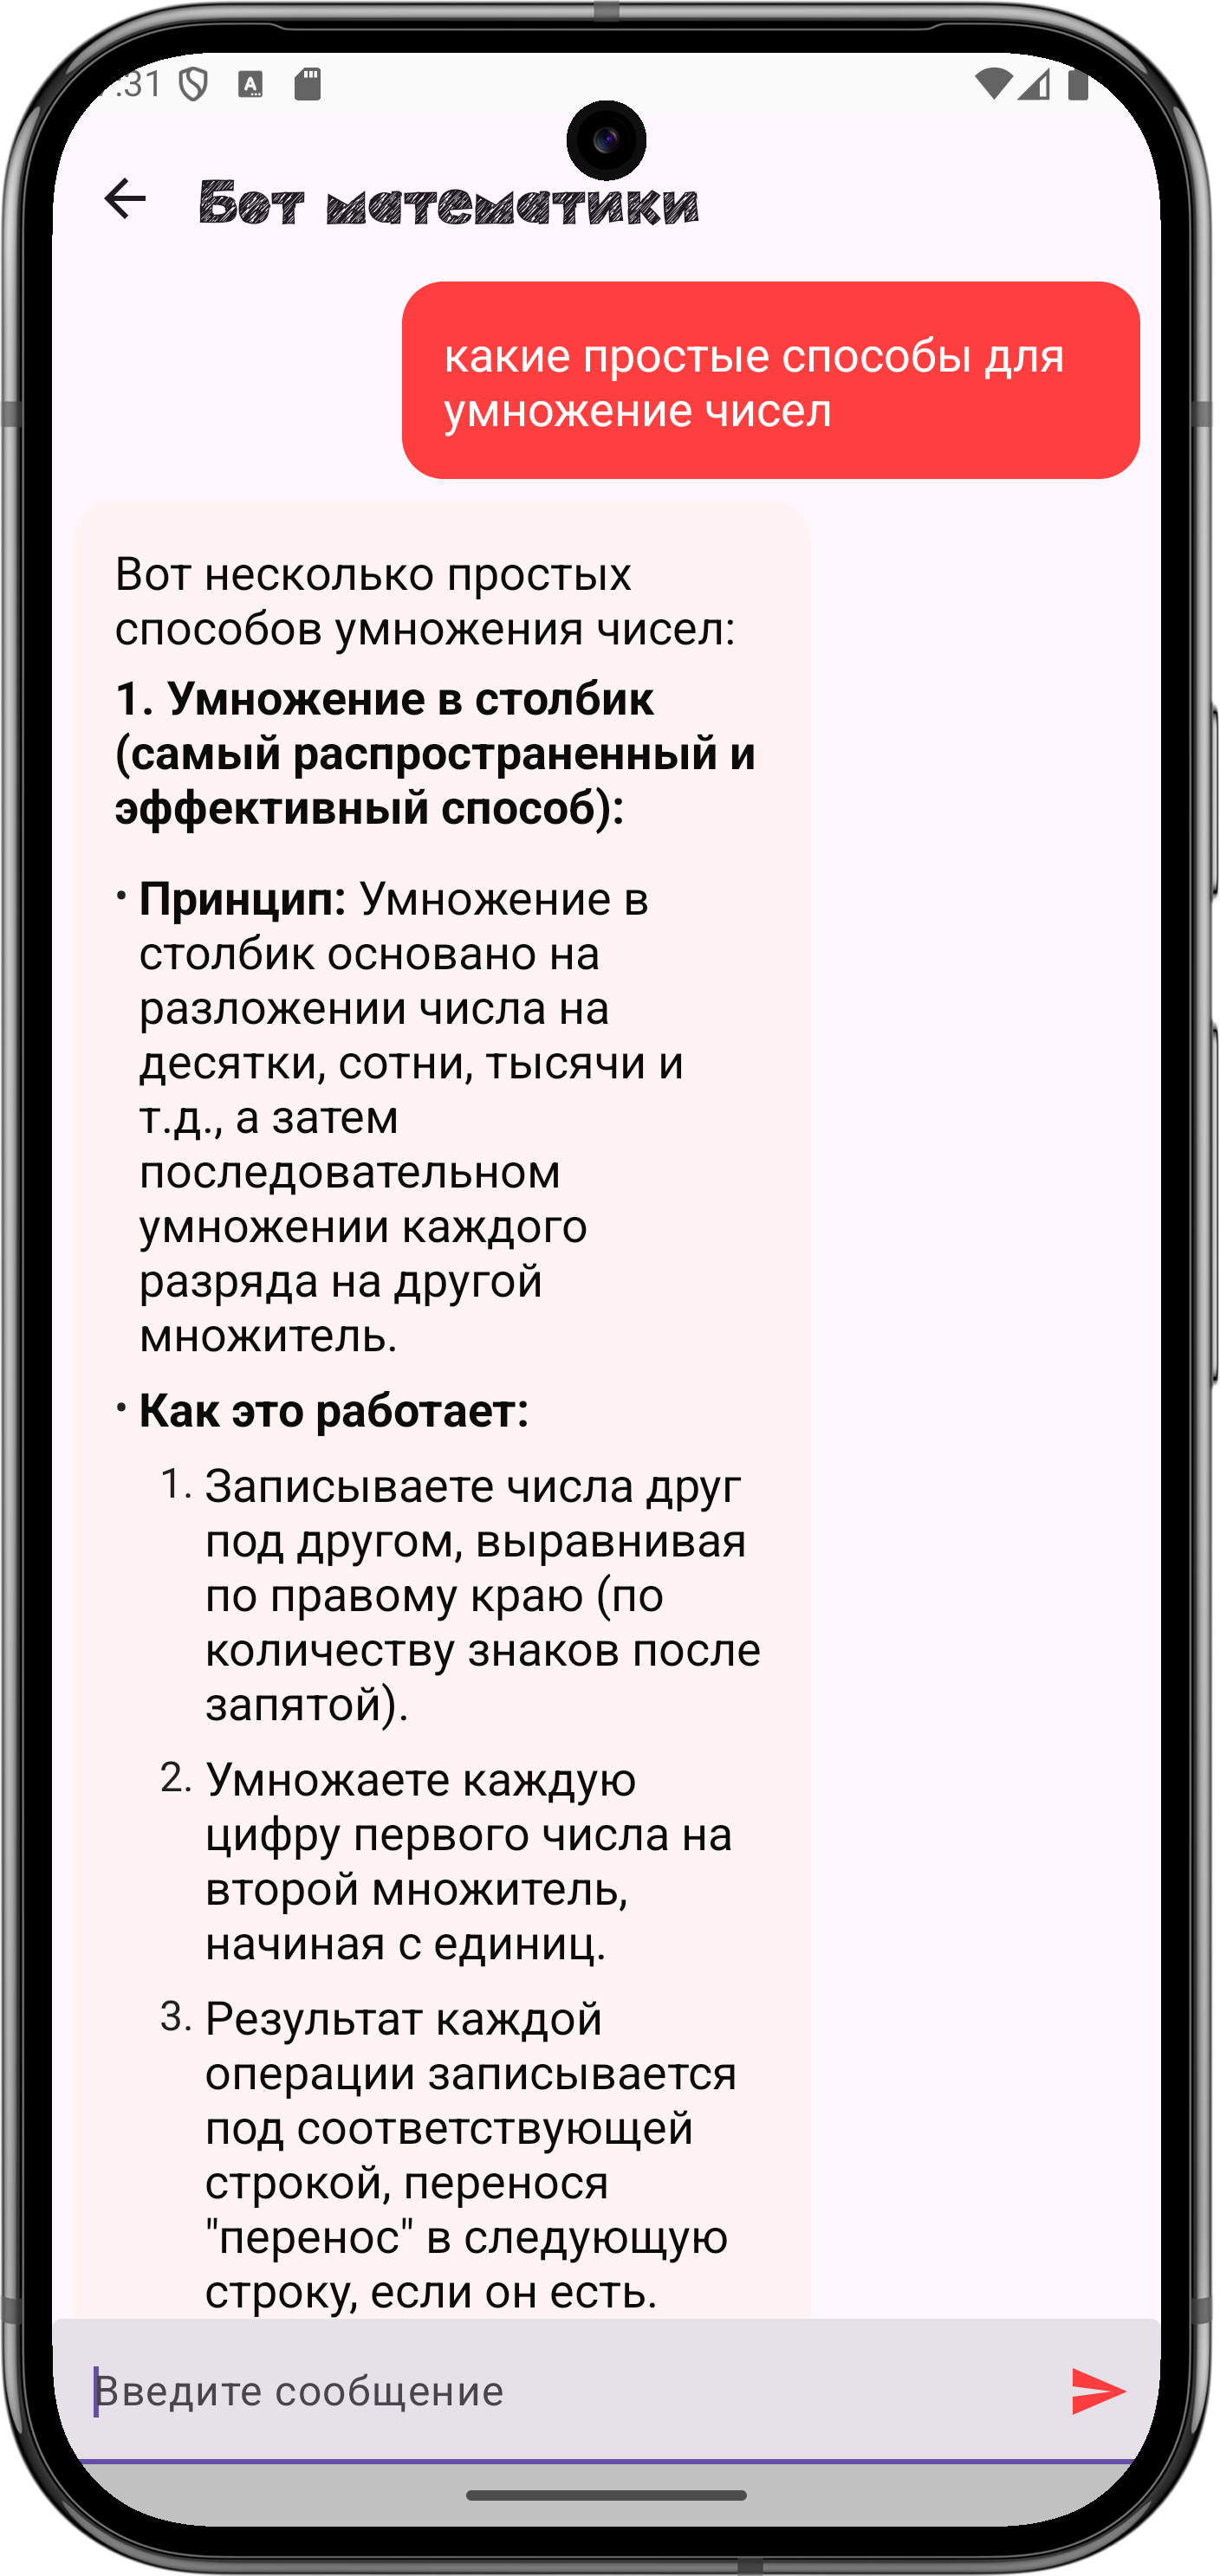 :31
Бот математики
какие простые способы для
умножение чисел
Вот несколько простых
способов умножения чисел:
1. Умножение в столбик
(самый распространенный и
эффективный способ):
• Принцип: Умножение в
столбик основано на
разложении числа на
десятки, сотни, тысячи и
т.д., а затем
последовательном
умножении каждого
разряда на другой
множитель.
• Как это работает:
1. Записываете числа друг
под другом, выравнивая
по правому краю (по
количеству знаков после
запятой).
2. Умножаете каждую
цифру первого числа на
второй множитель,
начиная с единиц.
3. Результат каждой
операции записывается
под соответствующей
строкой, перенося
"перенос" в следующую
строку, если он есть.
Введите сообщение